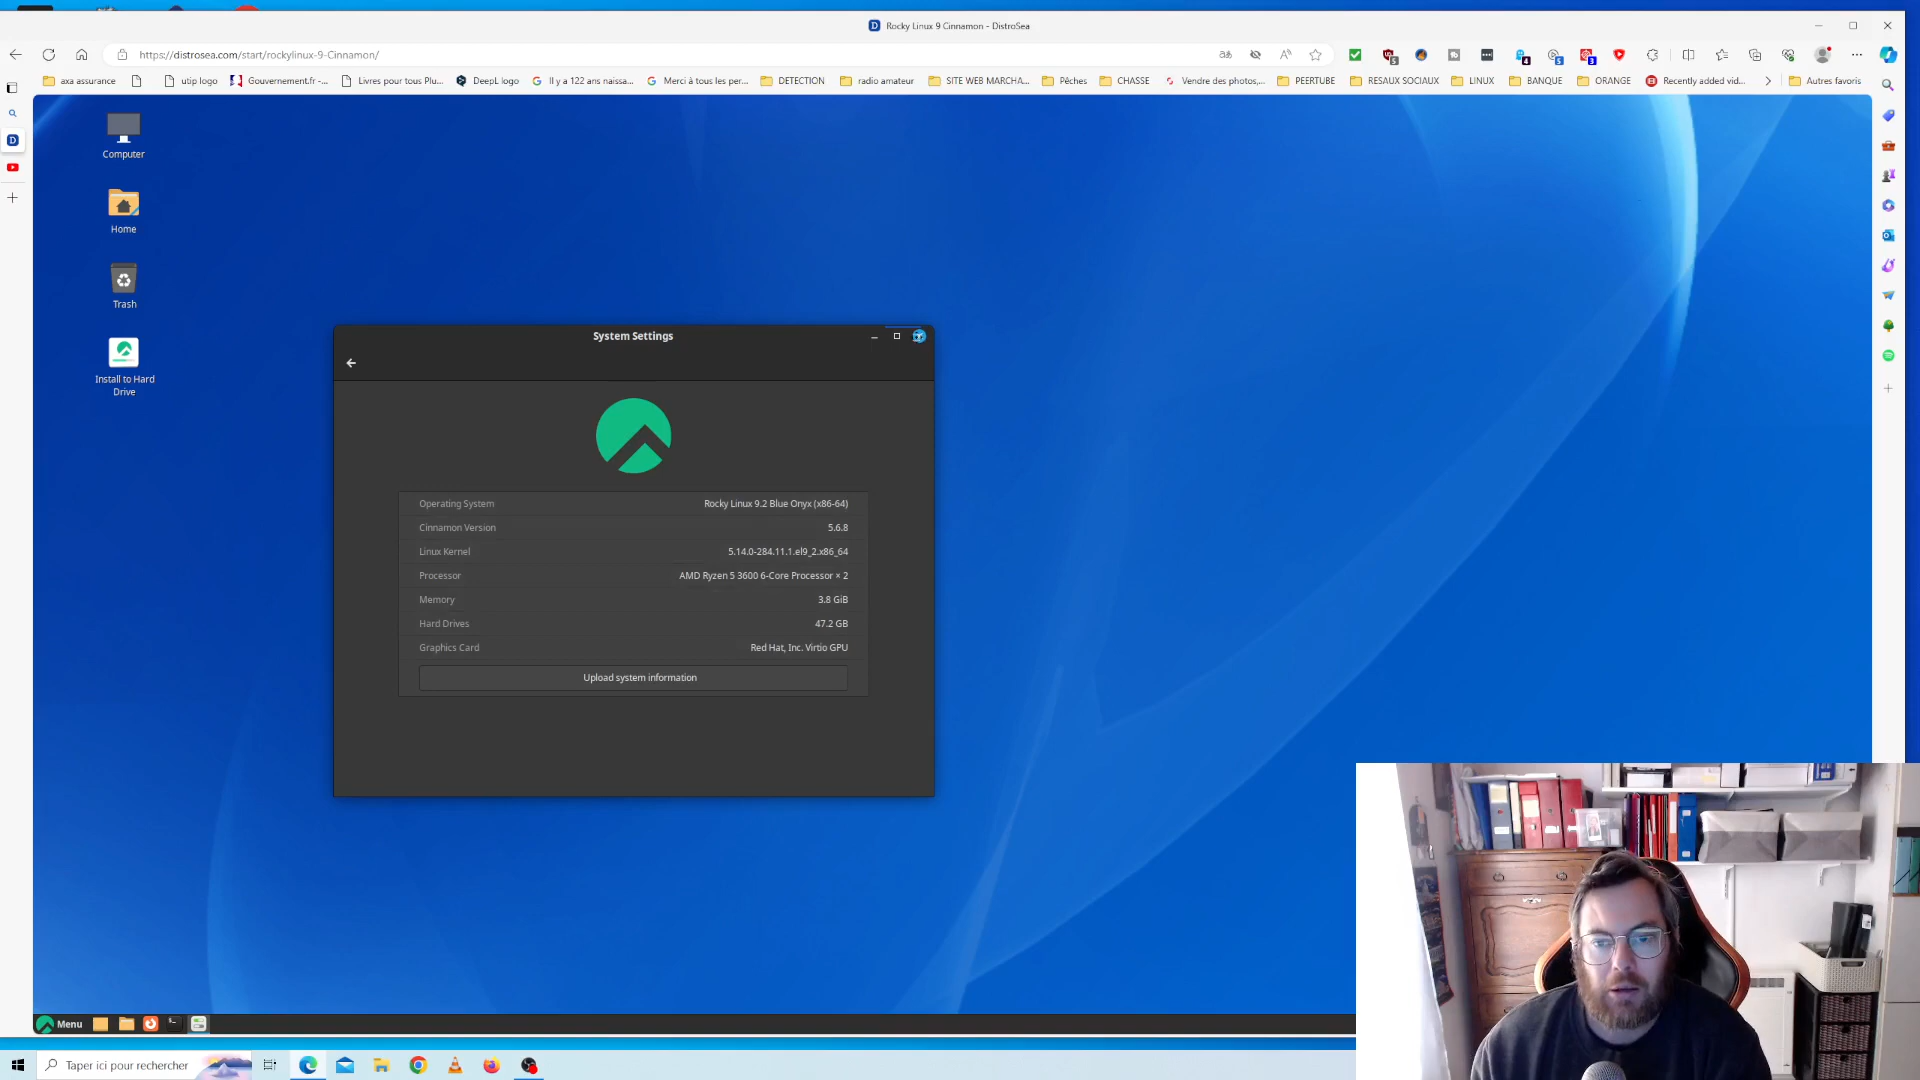 Rocky Linux 9 Cinnamon - DistroSea
https://distrosea.com/start/rockylinux-9-Cinnamon/
axa assurance
utip logo
Gouvernement.fr -...
Livres pour tous Plu...
DeepL logo
Il y a 122 ans naissa...
Merci à tous les per...
DETECTION
radio amateur
SITE WEB MARCHA...
Pêches
CHASSE
Vendre des photos,...
PEERTUBE
RESAUX SOCIAUX
LINUX
BANQUE
ORANGE
Recently added vid...
Autres favoris
Computer
Home
Trash
Install to Hard
Drive
System Settings
Operating System Rocky Linux 9.2 Blue Onyx (x86-64)
Cinnamon Version 5.6.8
Linux Kernel 5.14.0-284.11.1.el9_2.x86_64
Processor AMD Ryzen 5 3600 6-Core Processor × 2
Memory 3.8 GiB
Hard Drives 47.2 GB
Graphics Card Red Hat, Inc. Virtio GPU
Upload system information
Menu
Taper ici pour rechercher